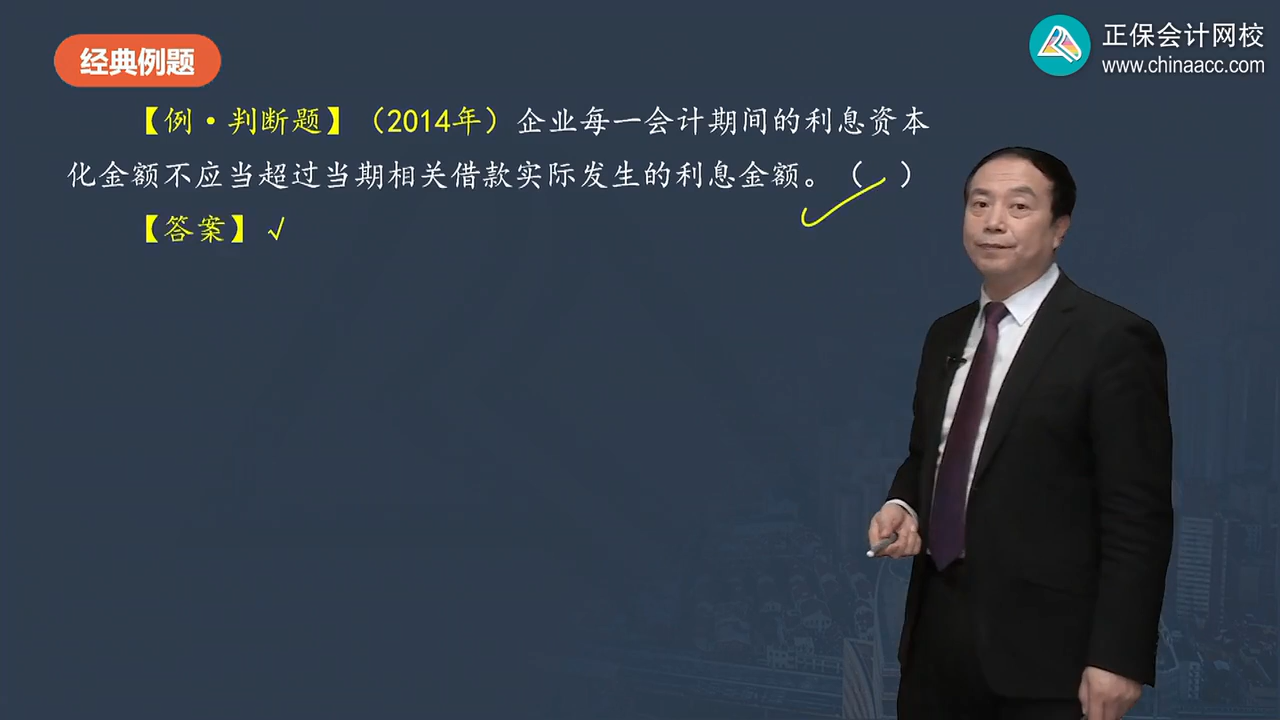 正保会计网校
www.chinaacc.com
经典例题
【例·判断题】（2014年）企业每一会计期间的利息资本
化金额不应当超过当期相关借款实际发生的利息金额。（ ）
【答案】√